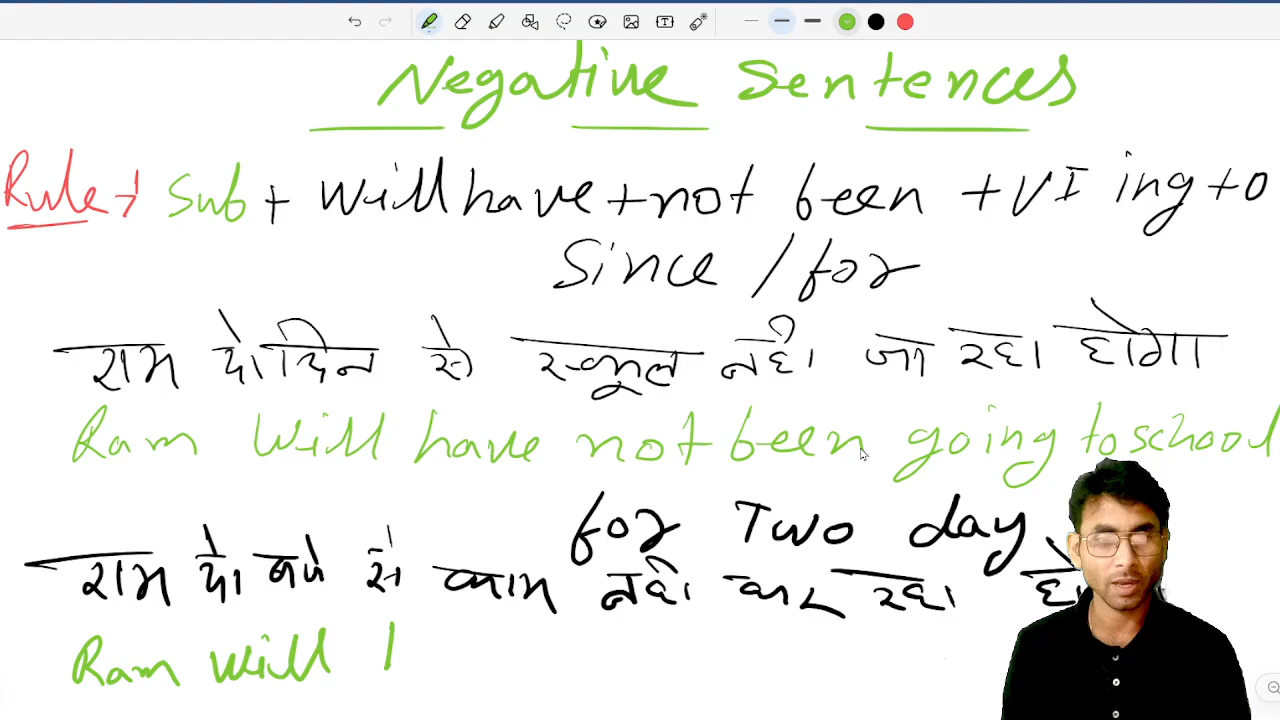 Negative Sentences
Rule → Sub + Will have + not been + VI ing + O
Since / for
राम दो दिन से स्कूल नहीं जा रहा होगा
Ram Will have not been going to school
for Two day
राम दो बजे से काम नहीं कर रहा
Ram Will